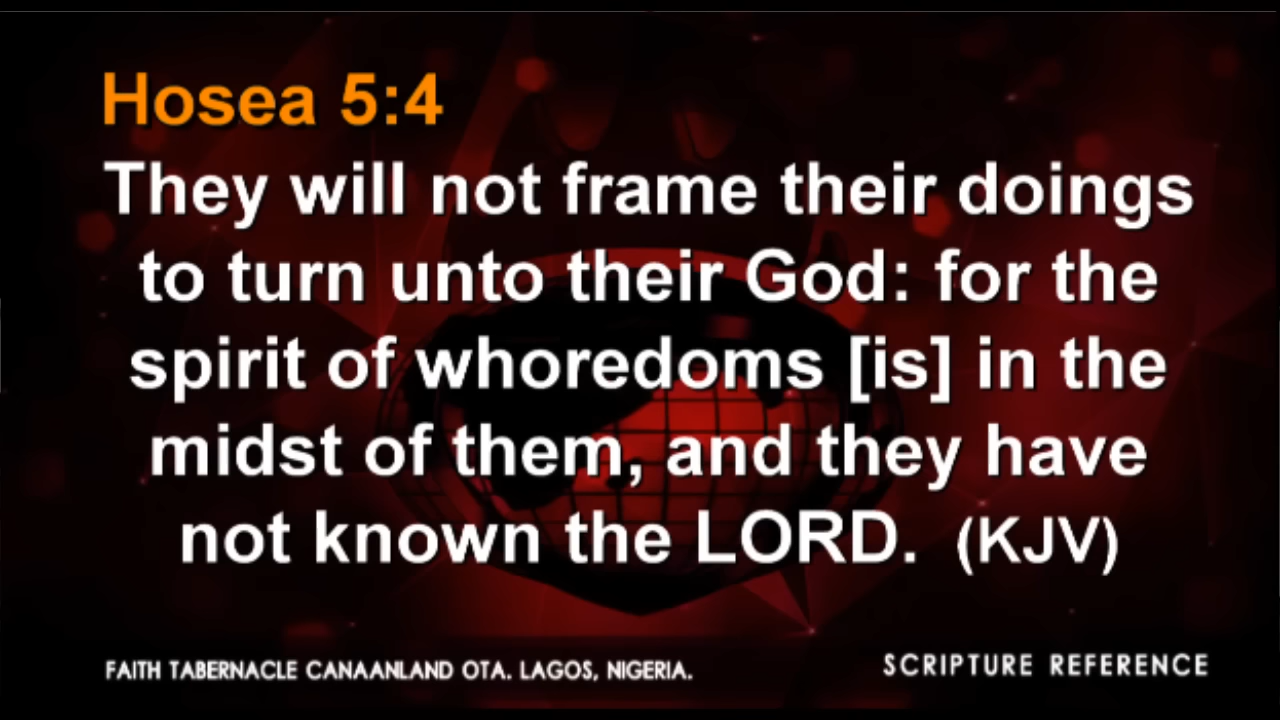 Hosea 5:4
They will not frame their doings
to turn unto their God: for the
spirit of whoredoms [is] in the
midst of them, and they have
not known the LORD. (KJV)
FAITH TABERNACLE CANAANLAND OTA. LAGOS, NIGERIA.
SCRIPTURE REFERENCE